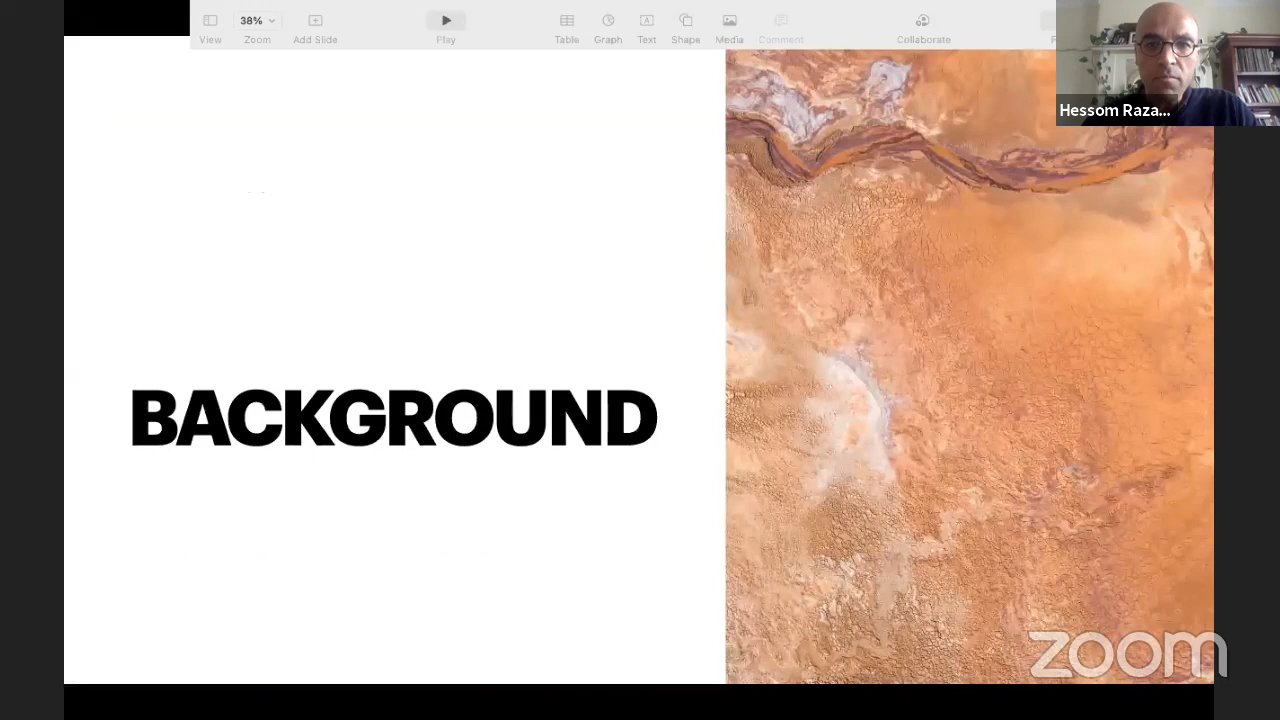 38%
View
Zoom
Add Slide
Play
Table
Graph
Text
Shape
Media
Comment
Collaborate
Hessom Raza...
BACKGROUND
zoom